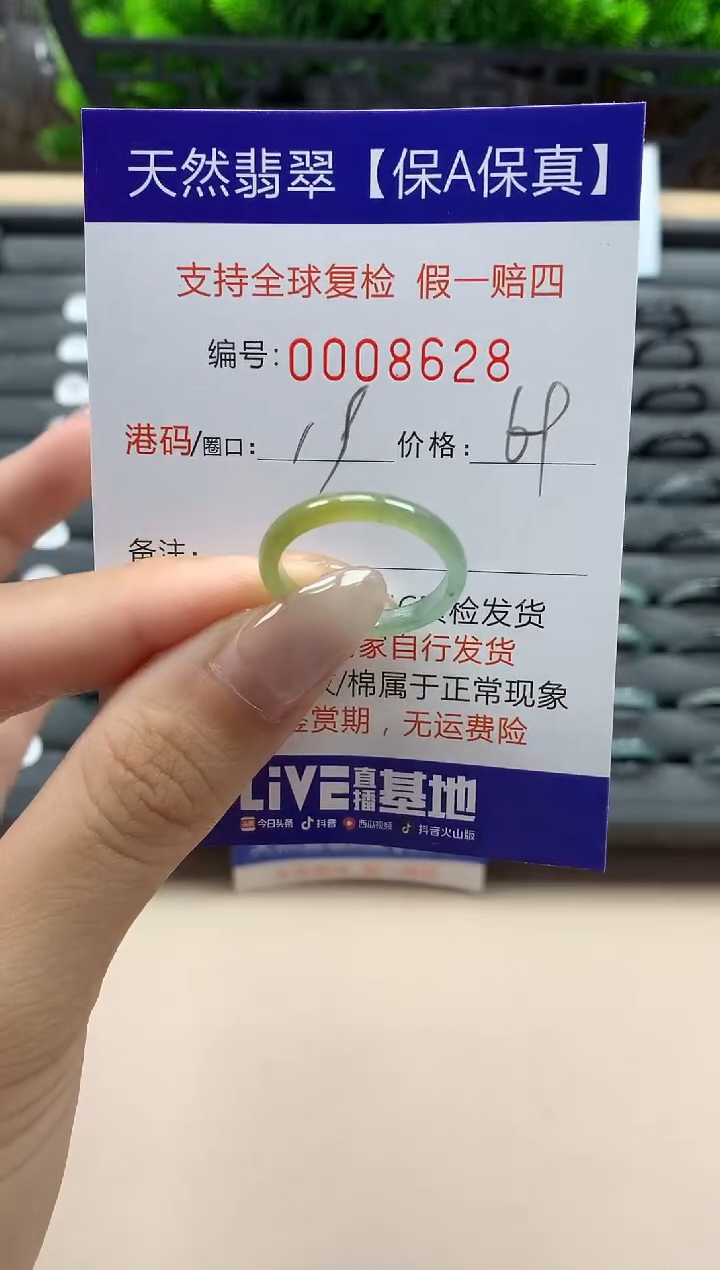 天然翡翠【保A保真】
支持全球复检 假一赔四
编号:0008628
港码/圈口: 19 价格: 69
备注:
检发货
家自行发货
/棉属于正常现象
鉴赏期，无运费险
LiVE直播基地
今日头条 抖音 西瓜视频 抖音火山版